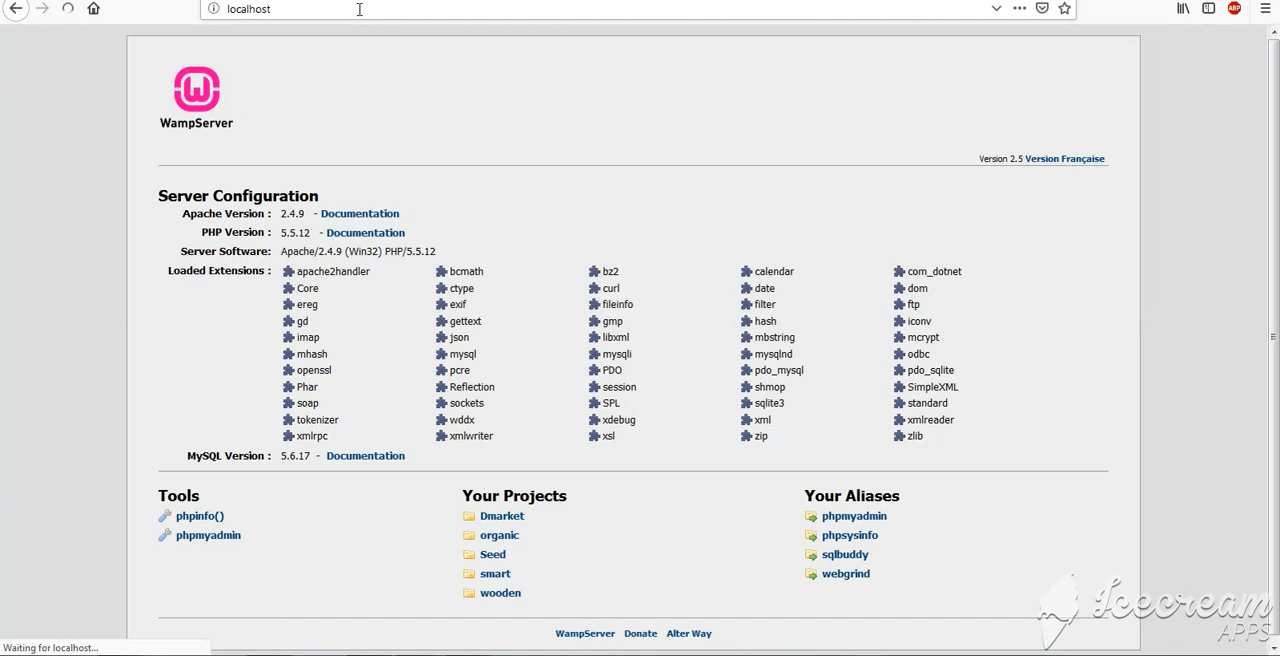 localhost
ABP
W
WampServer
Version 2.5 Version Française
Server Configuration
Apache Version : 2.4.9 - Documentation
PHP Version : 5.5.12 - Documentation
Server Software: Apache/2.4.9 (Win32) PHP/5.5.12
Loaded Extensions : apache2handler bcmath bz2 calendar com_dotnet
Core ctype curl date dom
ereg exif fileinfo filter ftp
gd gettext gmp hash iconv
imap json libxml mbstring mcrypt
mhash mysql mysqli mysqlnd odbc
openssl pcre PDO pdo_mysql pdo_sqlite
Phar Reflection session shmop SimpleXML
soap sockets SPL sqlite3 standard
tokenizer wddx xdebug xml xmlreader
xmlrpc xmlwriter xsl zip zlib
MySQL Version : 5.6.17 - Documentation
Tools Your Projects Your Aliases
phpinfo() Dmarket phpmyadmin
phpmyadmin organic phpsysinfo
Seed sqlbuddy
smart webgrind
wooden
WampServer Donate Alter Way
Waiting for localhost...
Icecream
APPS